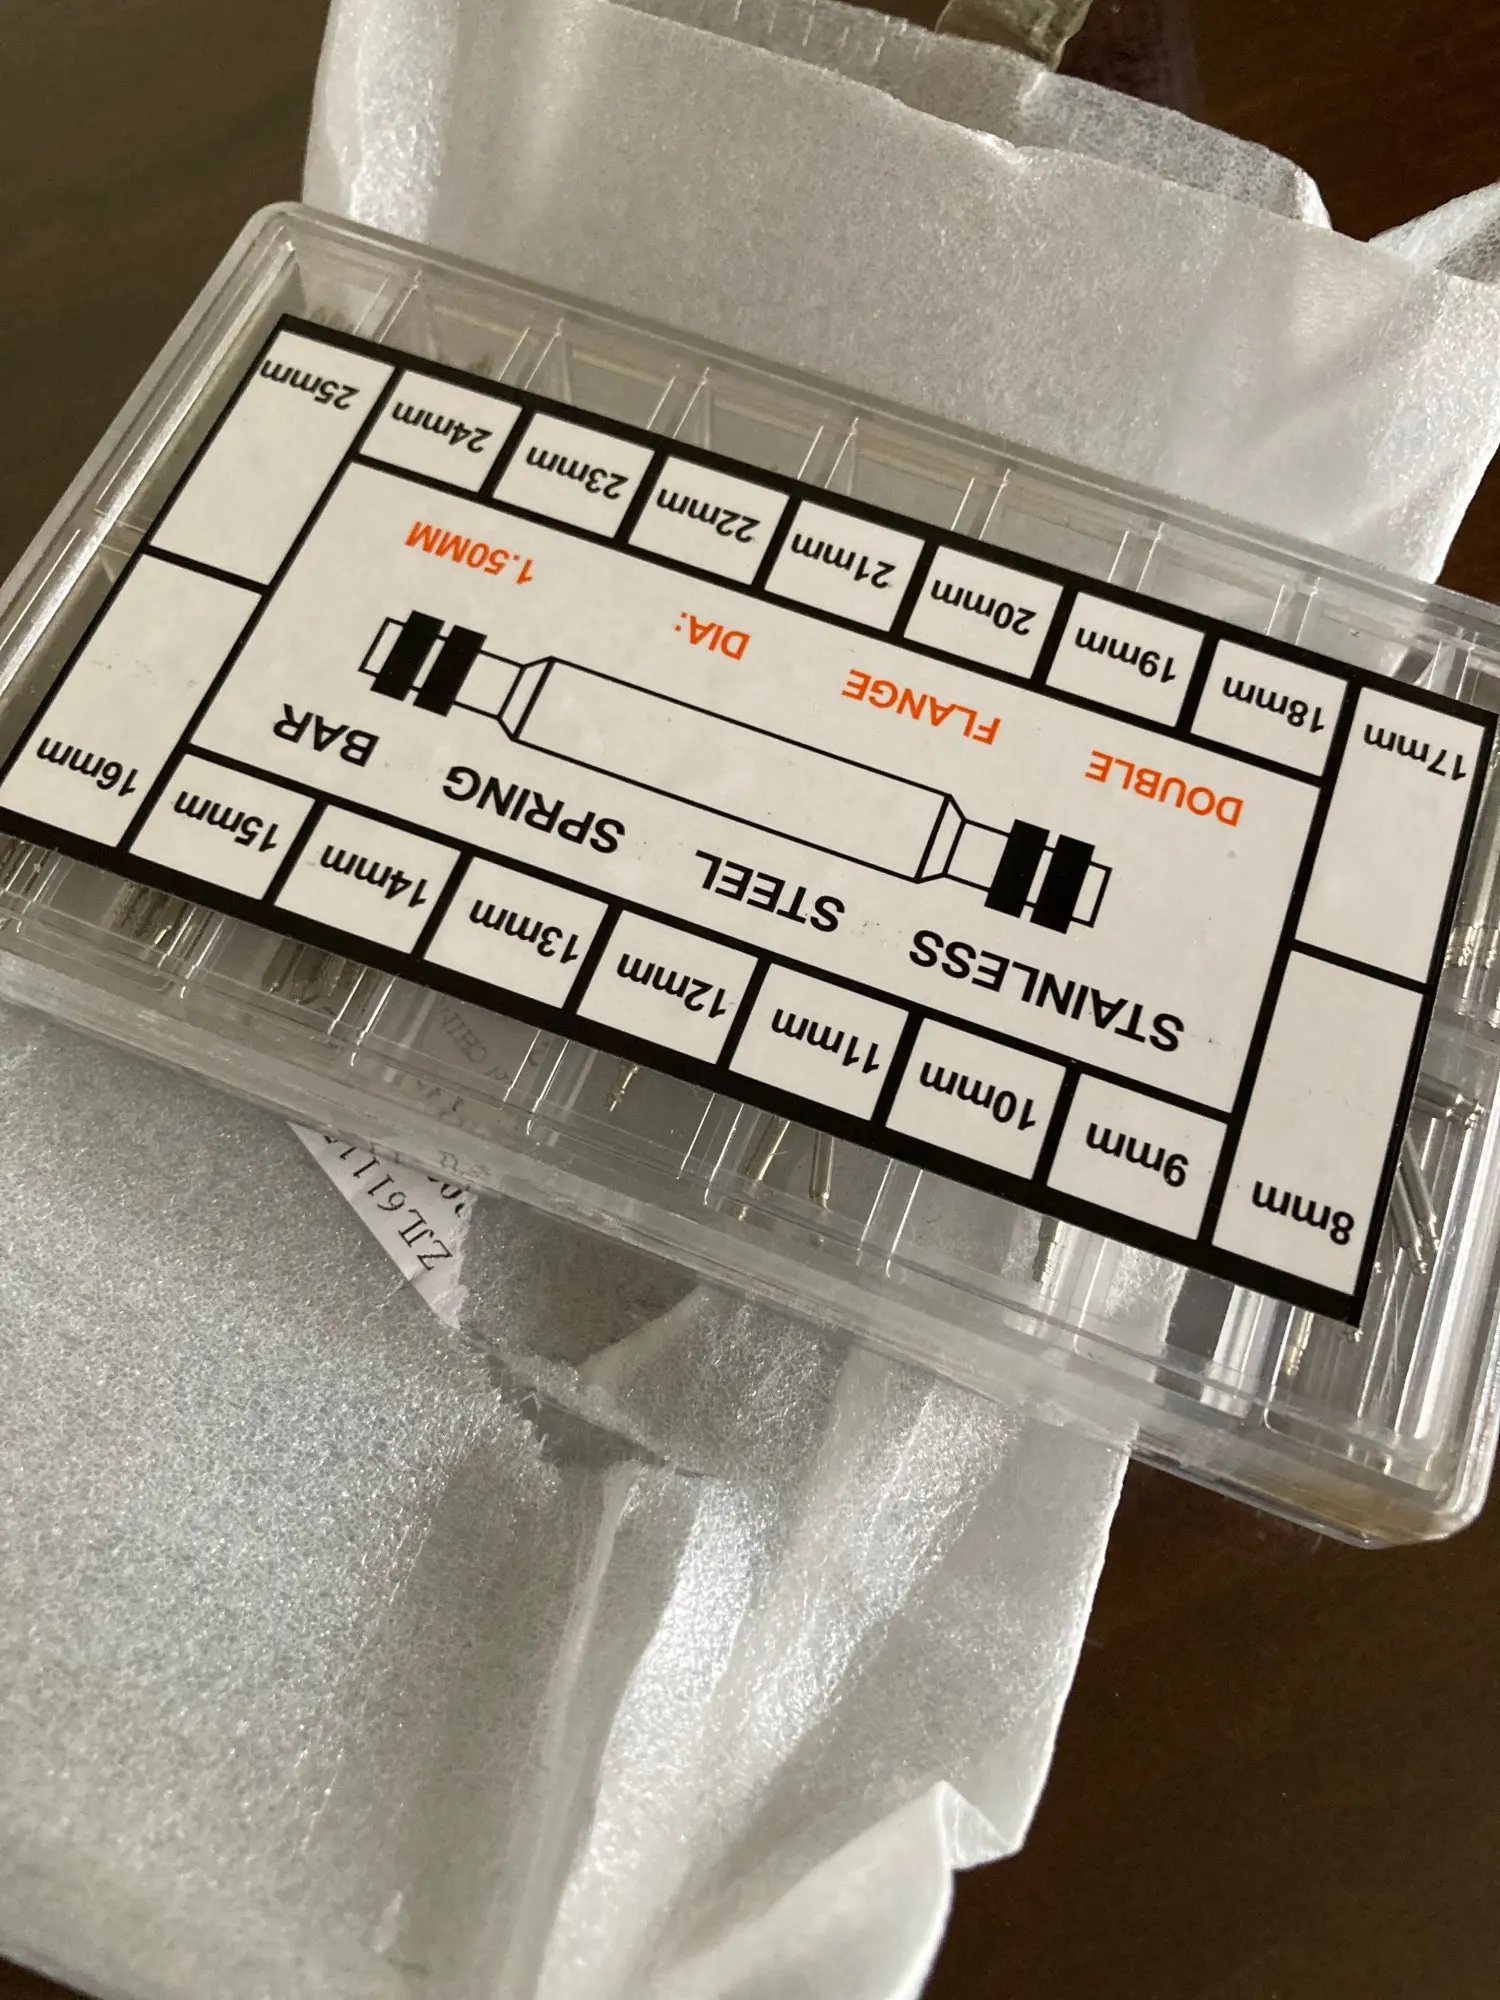 8mm 9mm 10mm 11mm 12mm 13mm 14mm 15mm 16mm
STAINLESS STEEL SPRING BAR
DOUBLE FLANGE DIA: 1.50MM
17mm 18mm 19mm 20mm 21mm 22mm 23mm 24mm 25mm